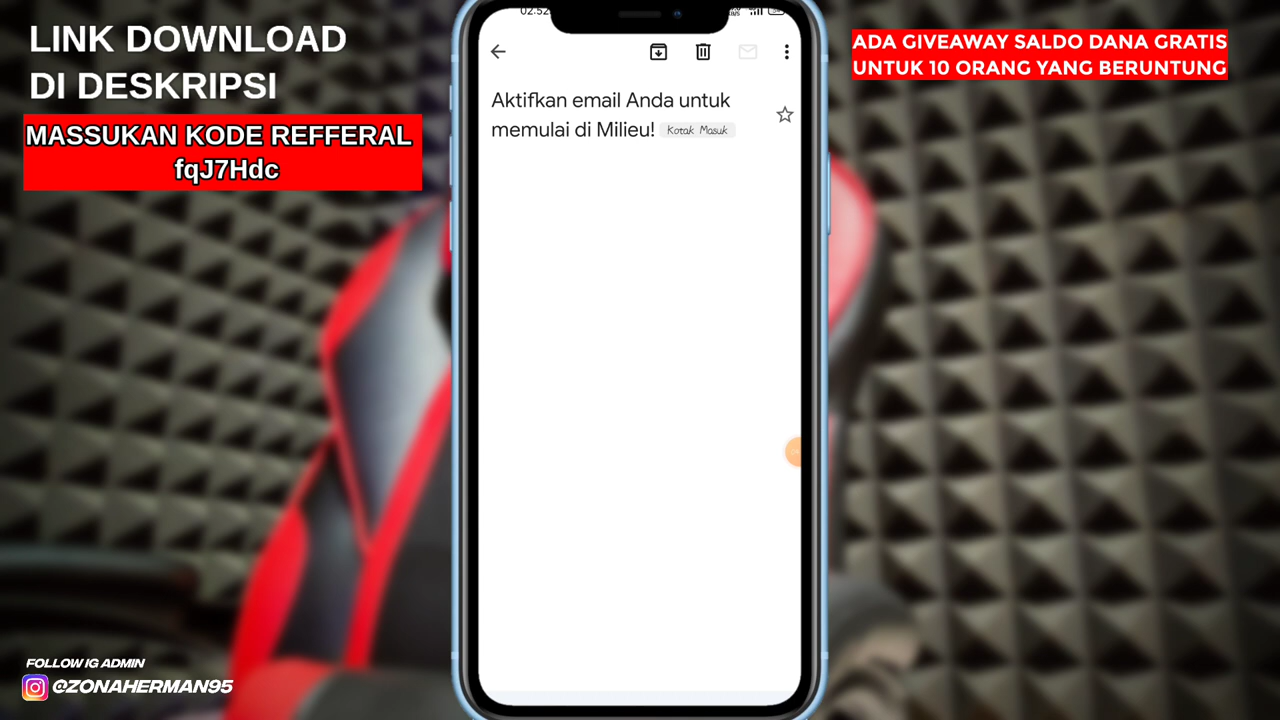 LINK DOWNLOAD
DI DESKRIPSI
MASSUKAN KODE REFFERAL
fqJ7Hdc
02.52
Aktifkan email Anda untuk
memulai di Milieu! Kotak Masuk
ADA GIVEAWAY SALDO DANA GRATIS
UNTUK 10 ORANG YANG BERUNTUNG
FOLLOW IG ADMIN
@ZONAHERMAN95